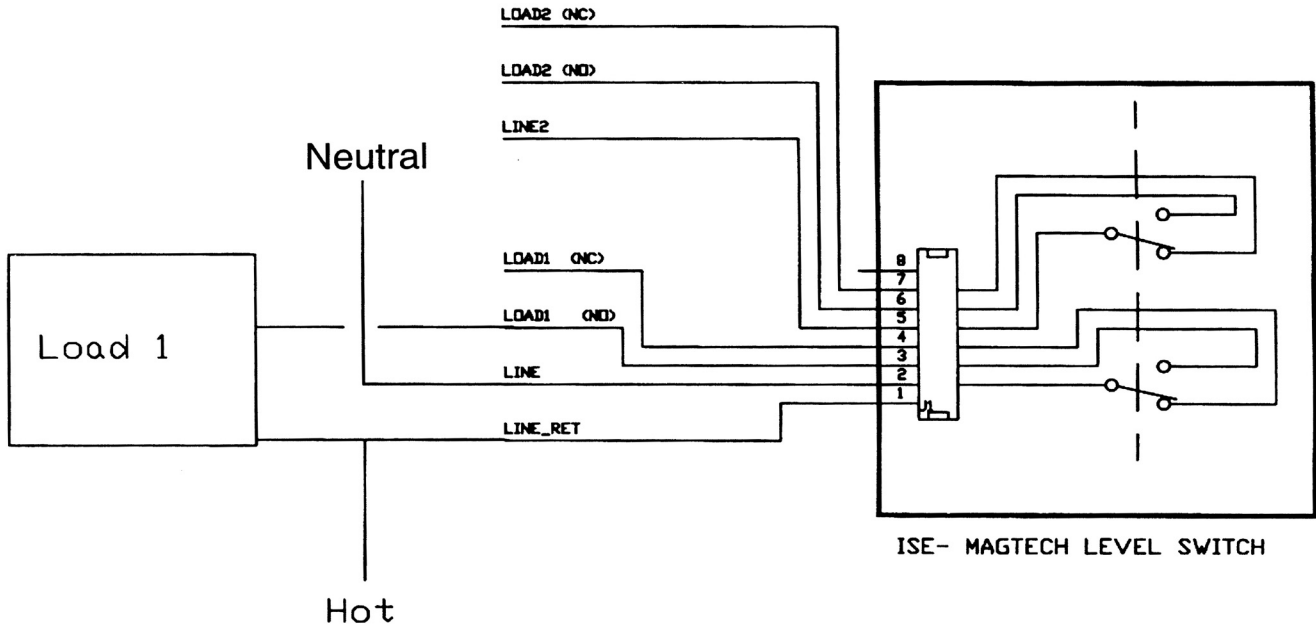 LOAD2 (NC)
LOAD2 (NO)
LINE2
Neutral
LOAD1 (NC)
LOAD1 (NO)
Load 1
LINE
LINE_RET
8
7
6
5
4
3
2
1
J1
ISE- MAGTECH LEVEL SWITCH
Hot